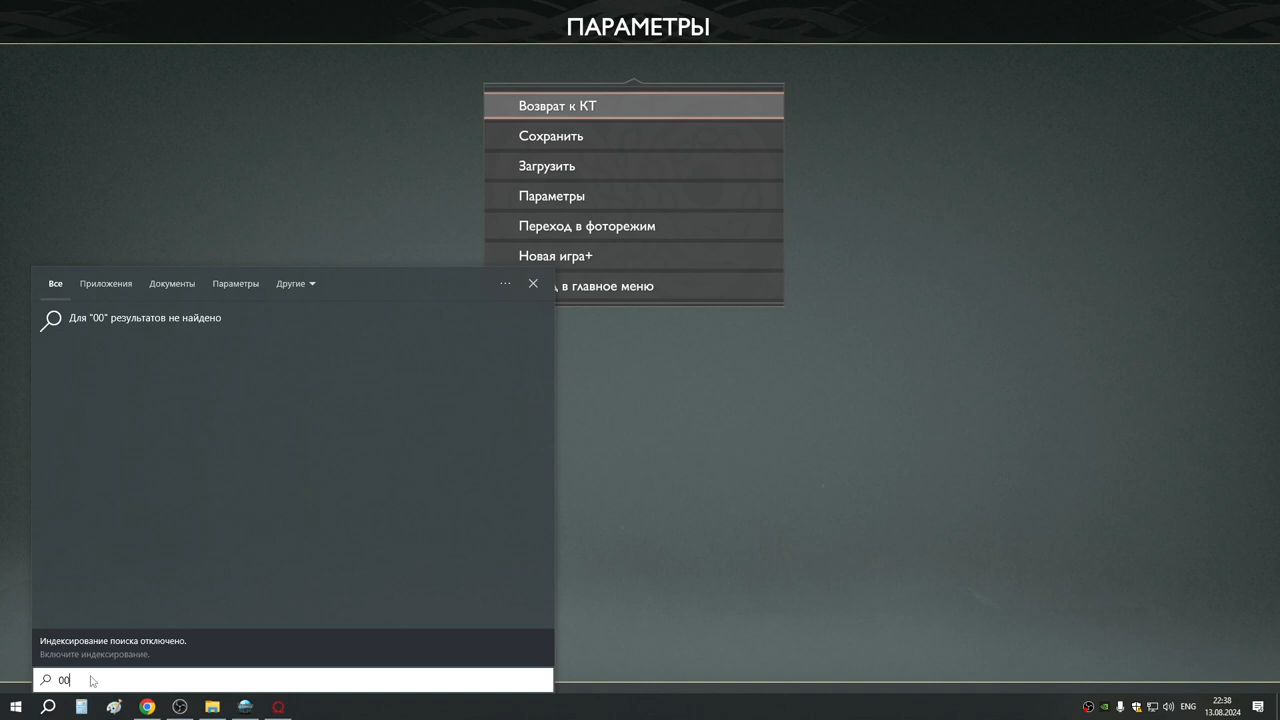 ПАРАМЕТРЫ
Возврат к КТ
Сохранить
Загрузить
Параметры
Переход в фоторежим
Новая игра+
в главное меню
Все Приложения Документы Параметры Другие
Для "00" результатов не найдено
Индексирование поиска отключено.
Включите индексирование.
00
ENG
22:38
13.08.2024